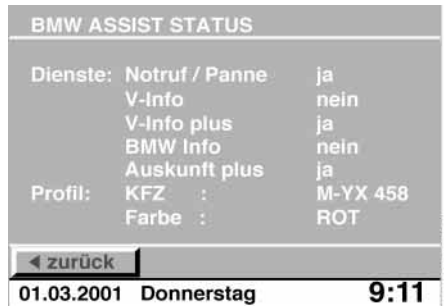 BMW ASSIST STATUS
Dienste: Notruf / Panne ja
V-Info nein
V-Info plus ja
BMW Info nein
Auskunft plus ja
Profil: KFZ : M-YX 458
Farbe : ROT
zurück
01.03.2001 Donnerstag 9:11